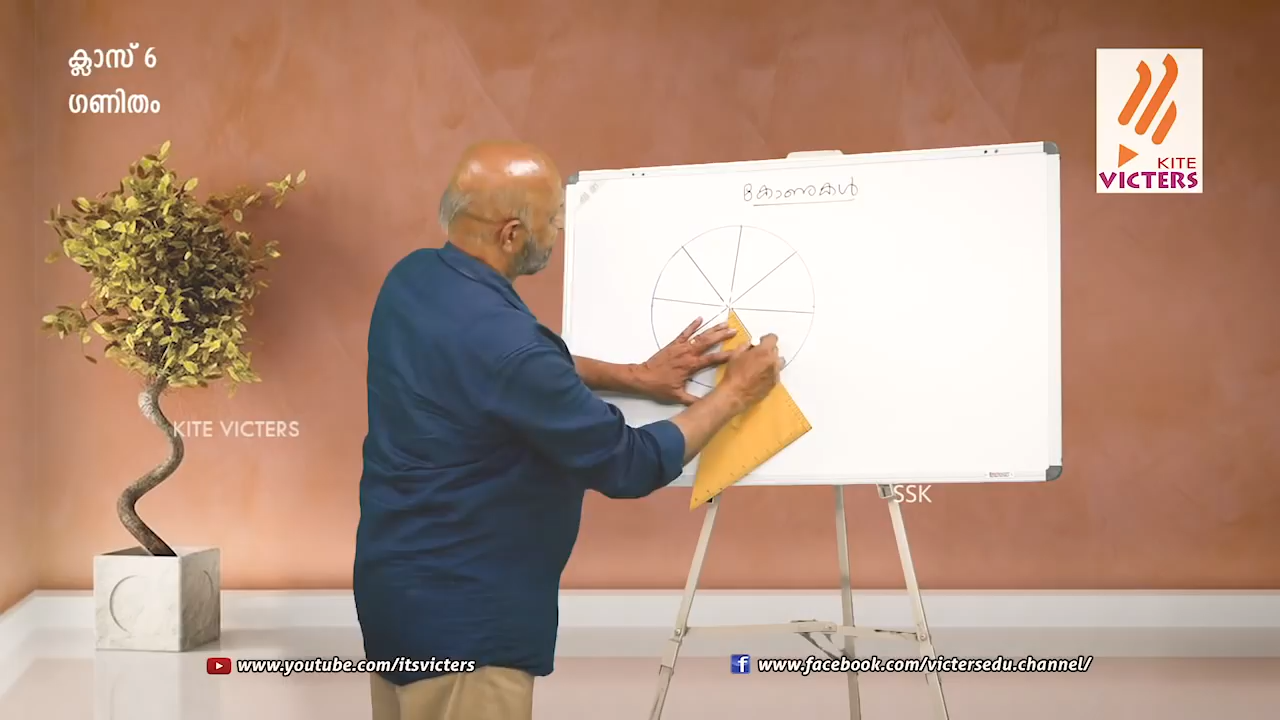 ക്ലാസ് 6
ഗണിതം
KITE
VICTERS
കോണുകൾ
KITE VICTERS
SSK
www.youtube.com/itsvicters
www.facebook.com/victersedu.channel/